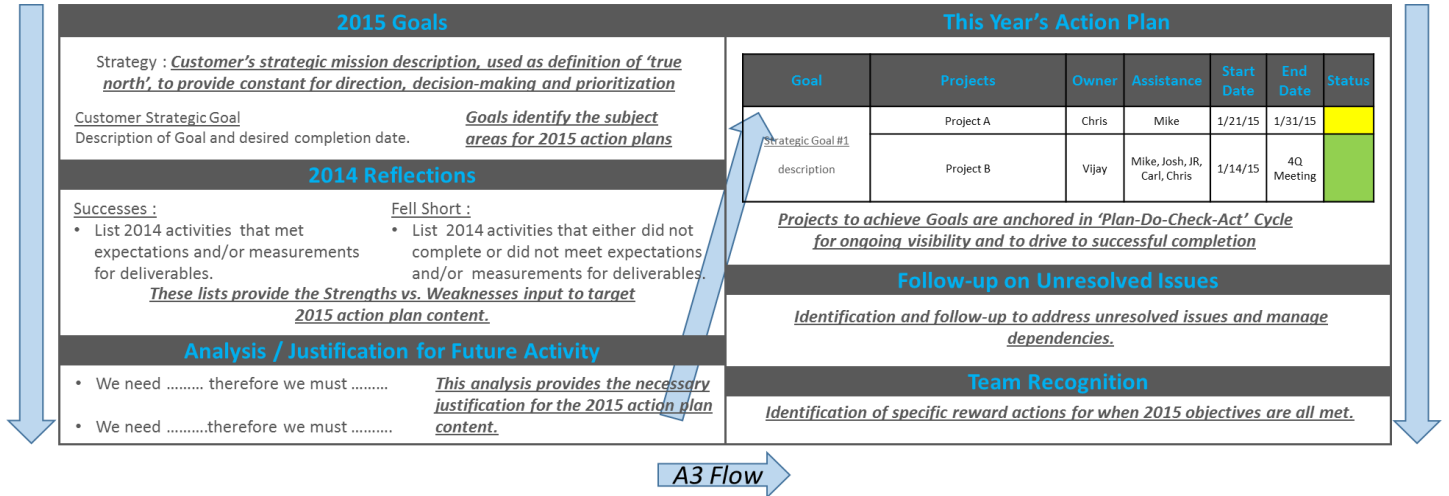 2015 Goals
Strategy : Customer's strategic mission description, used as definition of 'true
north', to provide constant for direction, decision-making and prioritization
Customer Strategic Goal
Description of Goal and desired completion date.
Goals identify the subject
areas for 2015 action plans
2014 Reflections
Successes :
• List 2014 activities that met
expectations and/or measurements
for deliverables.
Fell Short :
• List 2014 activities that either did not
complete or did not meet expectations
and/or measurements for deliverables.
These lists provide the Strengths vs. Weaknesses input to target
2015 action plan content.
Analysis / Justification for Future Activity
• We need ......... therefore we must .........
• We need ..........therefore we must ..........
This analysis provides the necessary
justification for the 2015 action plan
content.
This Year's Action Plan
Goal Projects Owner Assistance Start Date End Date Status
Strategic Goal #1
description
Project A Chris Mike 1/21/15 1/31/15
Project B Vijay Mike, Josh, JR, Carl, Chris 1/14/15 4Q Meeting
Projects to achieve Goals are anchored in 'Plan-Do-Check-Act' Cycle
for ongoing visibility and to drive to successful completion
Follow-up on Unresolved Issues
Identification and follow-up to address unresolved issues and manage
dependencies.
Team Recognition
Identification of specific reward actions for when 2015 objectives are all met.
A3 Flow